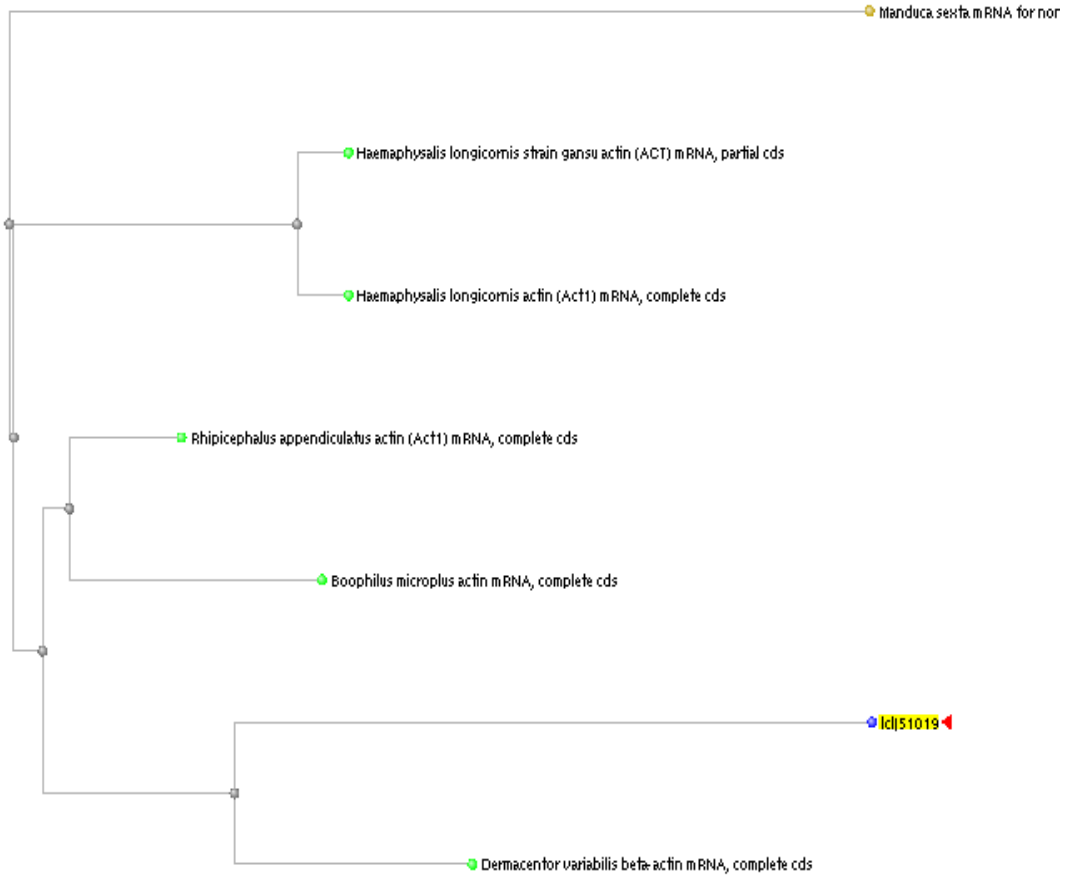 Manduca sexta mRNA for nor
Haemaphysalis longicornis strain gansu actin (ACT) mRNA, partial cds
Haemaphysalis longicornis actin (Act1) mRNA, complete cds
Rhipicephalus appendiculatus actin (Act1) mRNA, complete cds
Boophilus microplus actin mRNA, complete cds
lcl|51019
Dermacentor variabilis beta-actin mRNA, complete cds